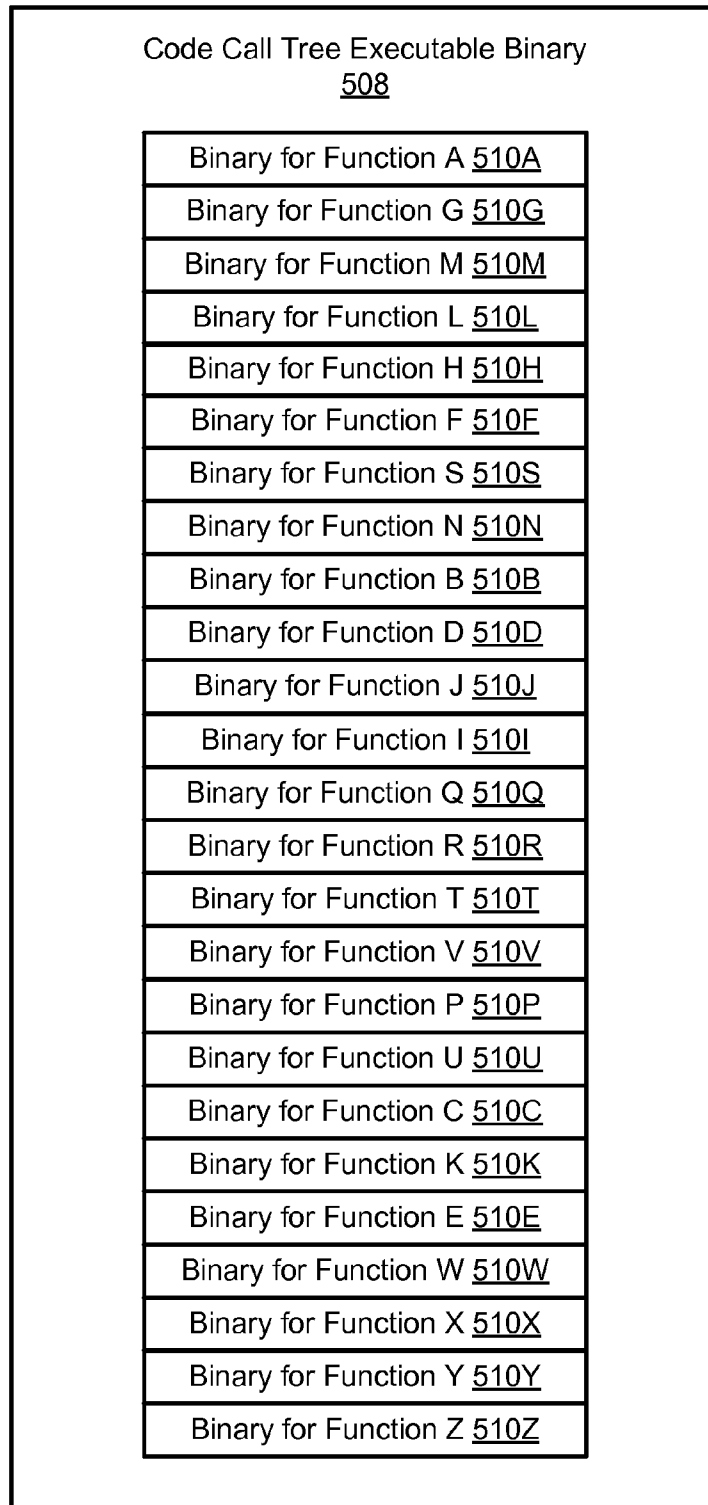 Code Call Tree Executable Binary
508
Binary for Function A 510A
Binary for Function G 510G
Binary for Function M 510M
Binary for Function L 510L
Binary for Function H 510H
Binary for Function F 510F
Binary for Function S 510S
Binary for Function N 510N
Binary for Function B 510B
Binary for Function D 510D
Binary for Function J 510J
Binary for Function I 510I
Binary for Function Q 510Q
Binary for Function R 510R
Binary for Function T 510T
Binary for Function V 510V
Binary for Function P 510P
Binary for Function U 510U
Binary for Function C 510C
Binary for Function K 510K
Binary for Function E 510E
Binary for Function W 510W
Binary for Function X 510X
Binary for Function Y 510Y
Binary for Function Z 510Z